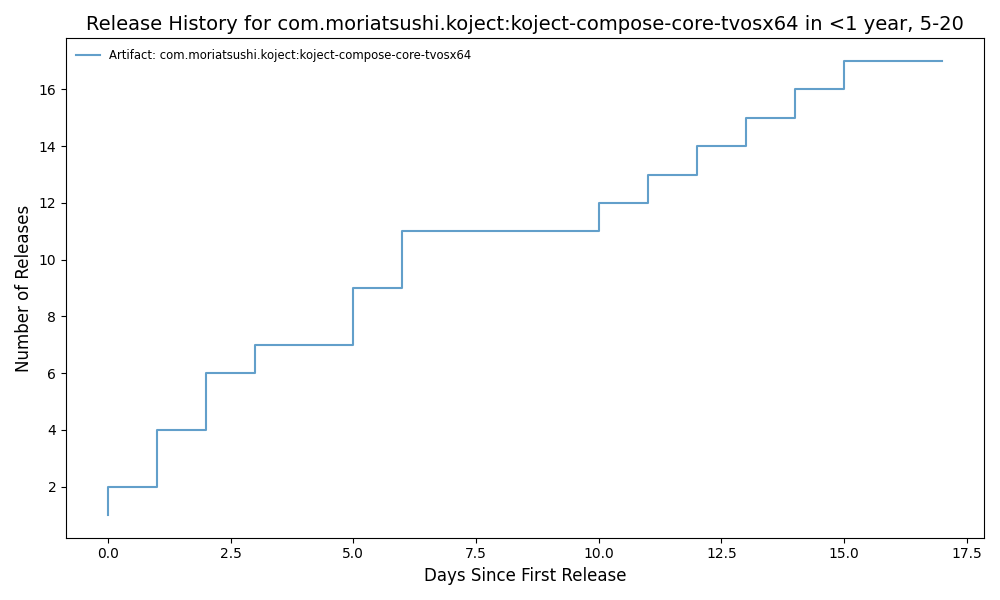 Release History for com.moriatsushi.koject:koject-compose-core-tvosx64 in <1 year, 5-20
Artifact: com.moriatsushi.koject:koject-compose-core-tvosx64
Number of Releases
16
14
12
10
8
6
4
2
0.0 2.5 5.0 7.5 10.0 12.5 15.0 17.5
Days Since First Release